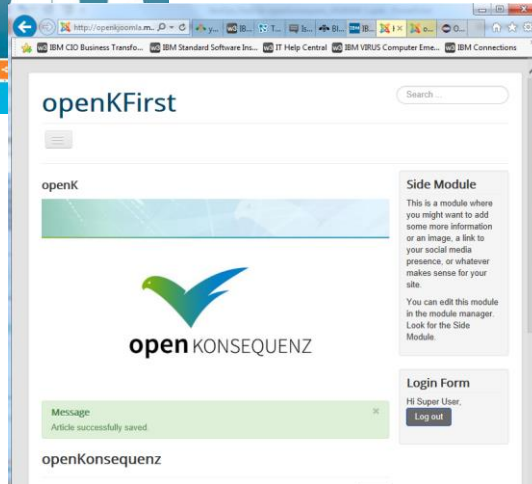 http://openkjoomla.m...
IBM CIO Business Transfo...
IBM Standard Software Ins...
IT Help Central
IBM VIRUS Computer Eme...
IBM Connections
openKFirst
Search ...
openK
open KONSEQUENZ
Message
Article successfully saved.
openKonsequenz
Side Module
This is a module where
you might want to add
some more information
or an image, a link to
your social media
presence, or whatever
makes sense for your
site.
You can edit this module
in the module manager.
Look for the Side
Module.
Login Form
Hi Super User,
Log out